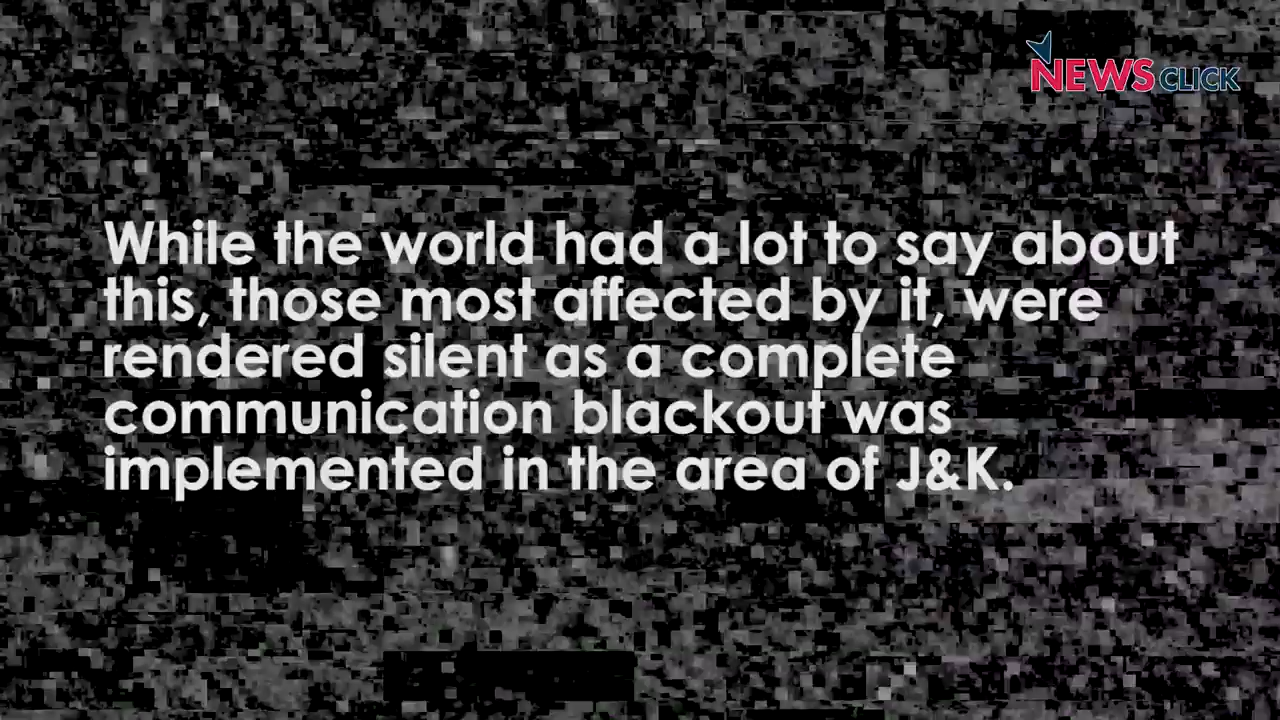 NEWSCLICK
While the world had a lot to say about
this, those most affected by it, were
rendered silent as a complete
communication blackout was
implemented in the area of J&K.